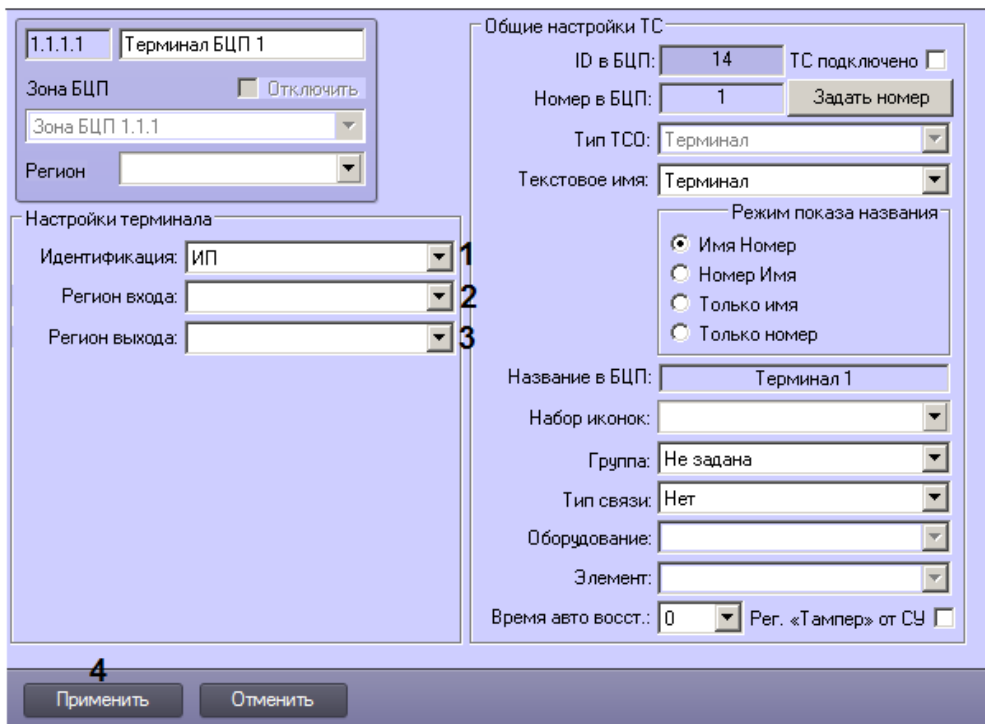 1.1.1.1 Терминал БЦП 1
Зона БЦП Отключить
Зона БЦП 1.1.1
Регион
Настройки терминала
Идентификация: ИП 1
Регион входа: 2
Регион выхода: 3
Общие настройки ТС
ID в БЦП: 14 ТС подключено
Номер в БЦП: 1 Задать номер
Тип ТСО: Терминал
Текстовое имя: Терминал
Режим показа названия
Имя Номер
Номер Имя
Только имя
Только номер
Название в БЦП: Терминал 1
Набор иконок:
Группа: Не задана
Тип связи: Нет
Оборудование:
Элемент:
Время авто восст.: 0 Рег. «Тампер» от СУ
4
Применить Отменить